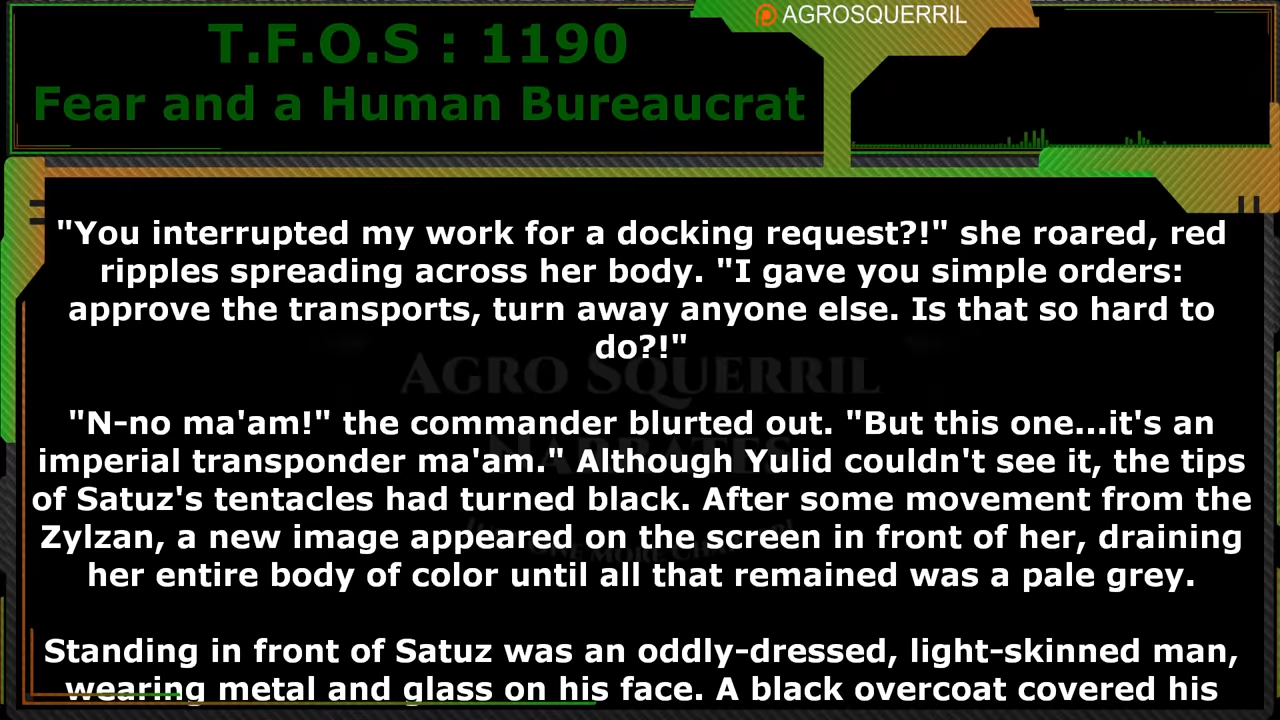 AGROSQUERRIL
T.F.O.S : 1190
Fear and a Human Bureaucrat
"You interrupted my work for a docking request?!" she roared, red
ripples spreading across her body. "I gave you simple orders:
approve the transports, turn away anyone else. Is that so hard to
do?!"
AGRO SQUERRIL
NARRATES
"N-no ma'am!" the commander blurted out. "But this one...it's an
imperial transponder ma'am." Although Yulid couldn't see it, the tips
of Satuz's tentacles had turned black. After some movement from the
Zylzan, a new image appeared on the screen in front of her, draining
her entire body of color until all that remained was a pale grey.
Standing in front of Satuz was an oddly-dressed, light-skinned man,
wearing metal and glass on his face. A black overcoat covered his